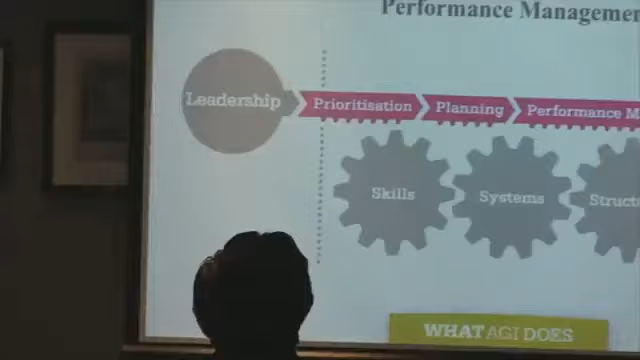 Performance Managemen
Leadership
Prioritisation
Planning
Performance M
Skills
Systems
Struct
WHAT AGI DOES